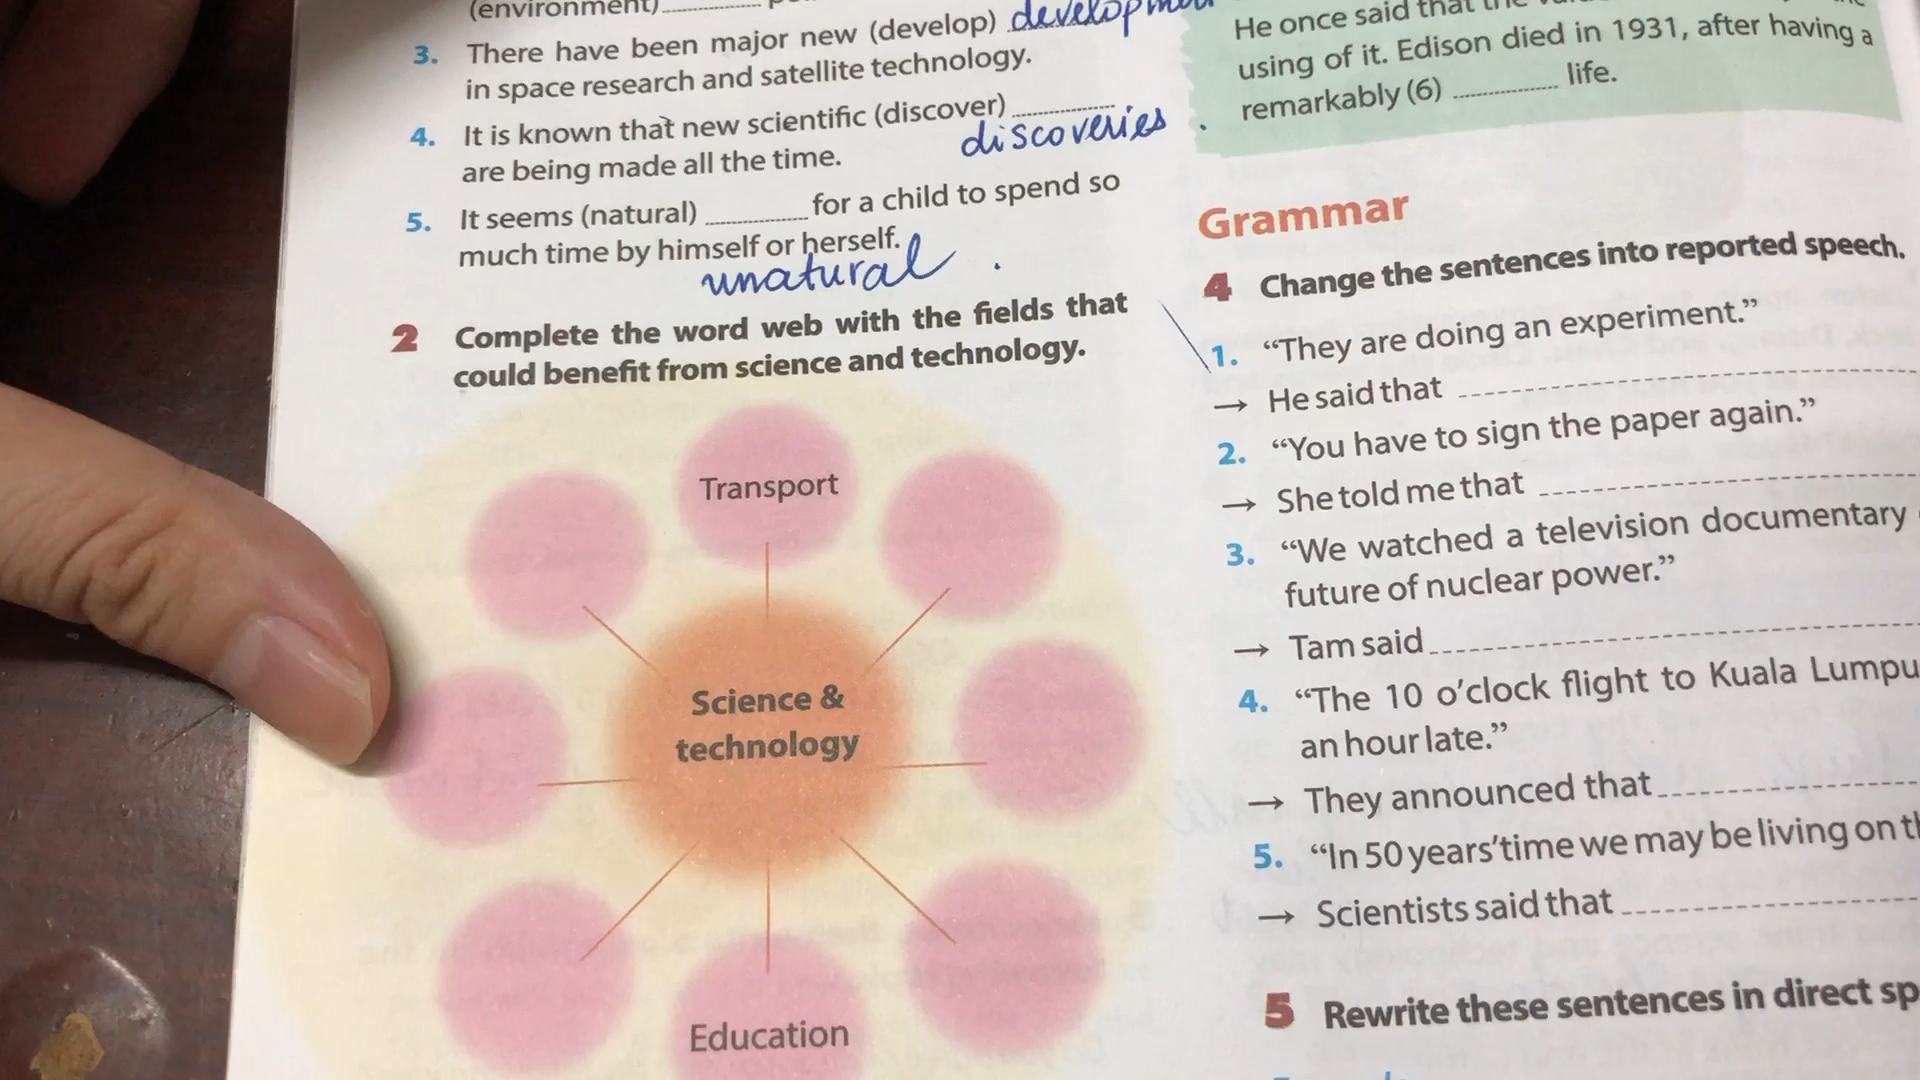 (environment)
3. There have been major new (develop) developmen
in space research and satellite technology.
4. It is known that new scientific (discover)
discoveries.
are being made all the time.
5. It seems (natural) for a child to spend so
much time by himself or herself.
unatural.
2 Complete the word web with the fields that
could benefit from science and technology.
Transport
Science &
technology
Education
He once said that the
using of it. Edison died in 1931, after having a
remarkably (6) life.
Grammar
4 Change the sentences into reported speech.
1. “They are doing an experiment.”
→ He said that
2. “You have to sign the paper again.”
→ She told me that
3. “We watched a television documentary
future of nuclear power.”
→ Tam said
4. “The 10 o’clock flight to Kuala Lumpu
an hour late.”
→ They announced that
5. “In 50 years’time we may be living on th
→ Scientists said that
5 Rewrite these sentences in direct sp